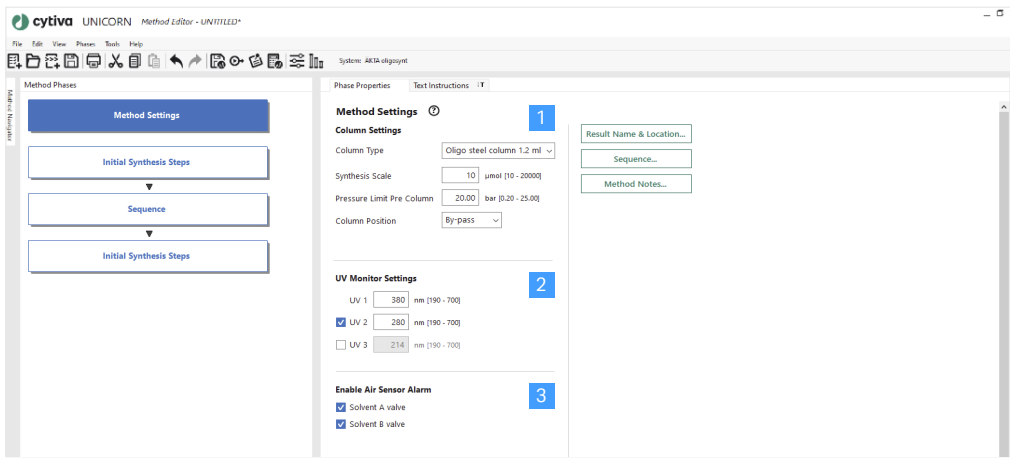 cytiva UNICORN Method Editor - UNTITLED*
File Edit View Phases Tools Help
System: ÄKTA oligosynt
Method Navigator
Method Phases
Method Settings
Initial Synthesis Steps
Sequence
Initial Synthesis Steps
Phase Properties Text Instructions IT
Method Settings ?
1
Column Settings
Column Type Oligo steel column 1.2 ml
Synthesis Scale 10 µmol [10 - 20000]
Pressure Limit Pre Column 20.00 bar [0.20 - 25.00]
Column Position By-pass
UV Monitor Settings
2
UV 1 380 nm [190 - 700]
UV 2 280 nm [190 - 700]
UV 3 214 nm [190 - 700]
Enable Air Sensor Alarm
3
Solvent A valve
Solvent B valve
Result Name & Location...
Sequence...
Method Notes...